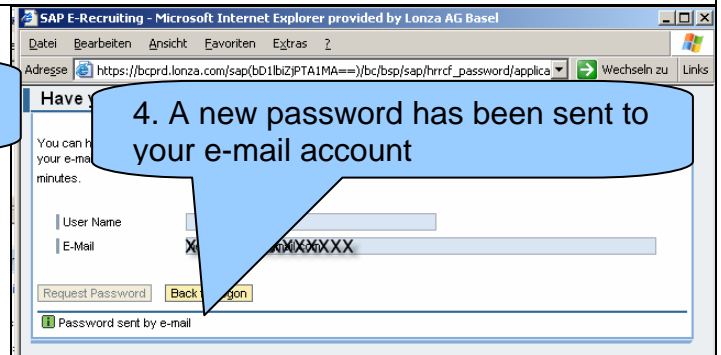 SAP E-Recruiting - Microsoft Internet Explorer provided by Lonza AG Basel
Datei Bearbeiten Ansicht Favoriten Extras ?
Adresse https://bcprd.lonza.com/sap(bD1lbiZjPTA1MA==)/bc/bsp/sap/hrrcf_password/applica Wechseln zu Links
Have
4. A new password has been sent to
your e-mail account
You can h
your e-ma
minutes.
User Name
E-Mail
XXXXX
Request Password Back gon
Password sent by e-mail